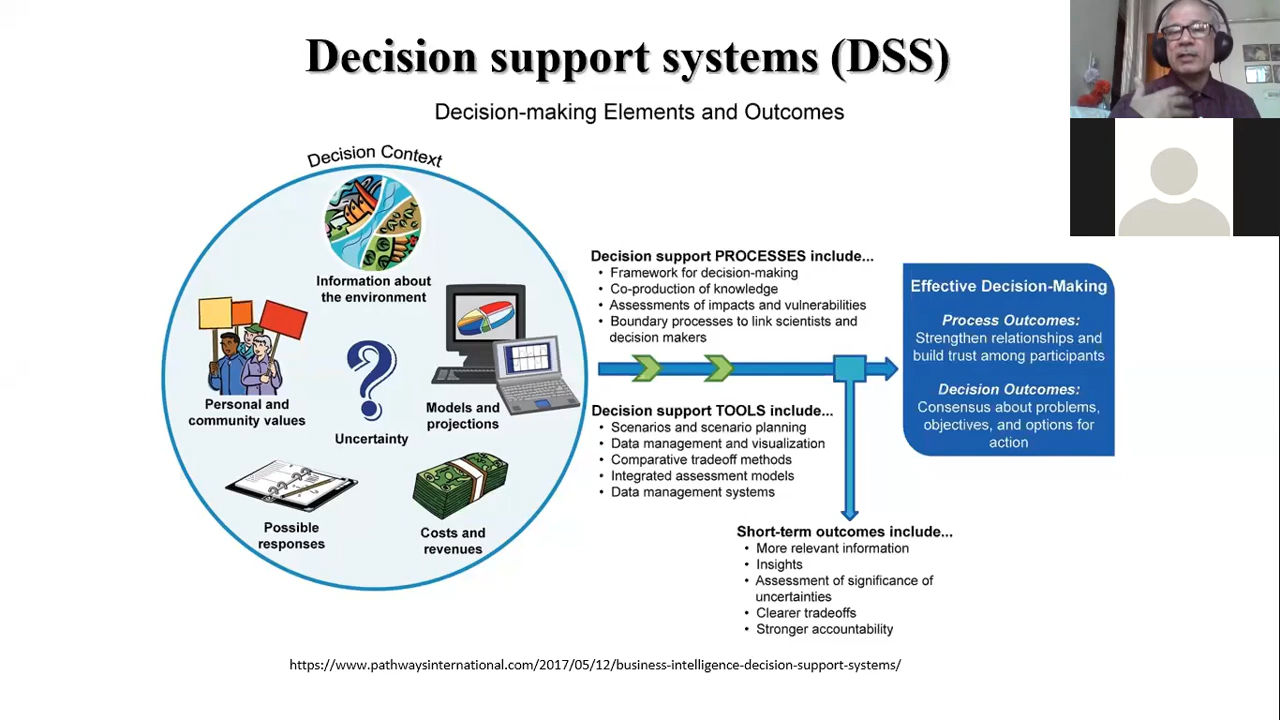 Decision support systems (DSS)
Decision-making Elements and Outcomes
Decision Context
Information about
the environment
Personal and
community values
Uncertainty
Models and
projections
Possible
responses
Costs and
revenues
Decision support PROCESSES include...
• Framework for decision-making
• Co-production of knowledge
• Assessments of impacts and vulnerabilities
• Boundary processes to link scientists and
decision makers
Decision support TOOLS include...
• Scenarios and scenario planning
• Data management and visualization
• Comparative tradeoff methods
• Integrated assessment models
• Data management systems
Effective Decision-Making
Process Outcomes:
Strengthen relationships and
build trust among participants
Decision Outcomes:
Consensus about problems,
objectives, and options for
action
Short-term outcomes include...
• More relevant information
• Insights
• Assessment of significance of
uncertainties
• Clearer tradeoffs
• Stronger accountability
https://www.pathwaysinternational.com/2017/05/12/business-intelligence-decision-support-systems/